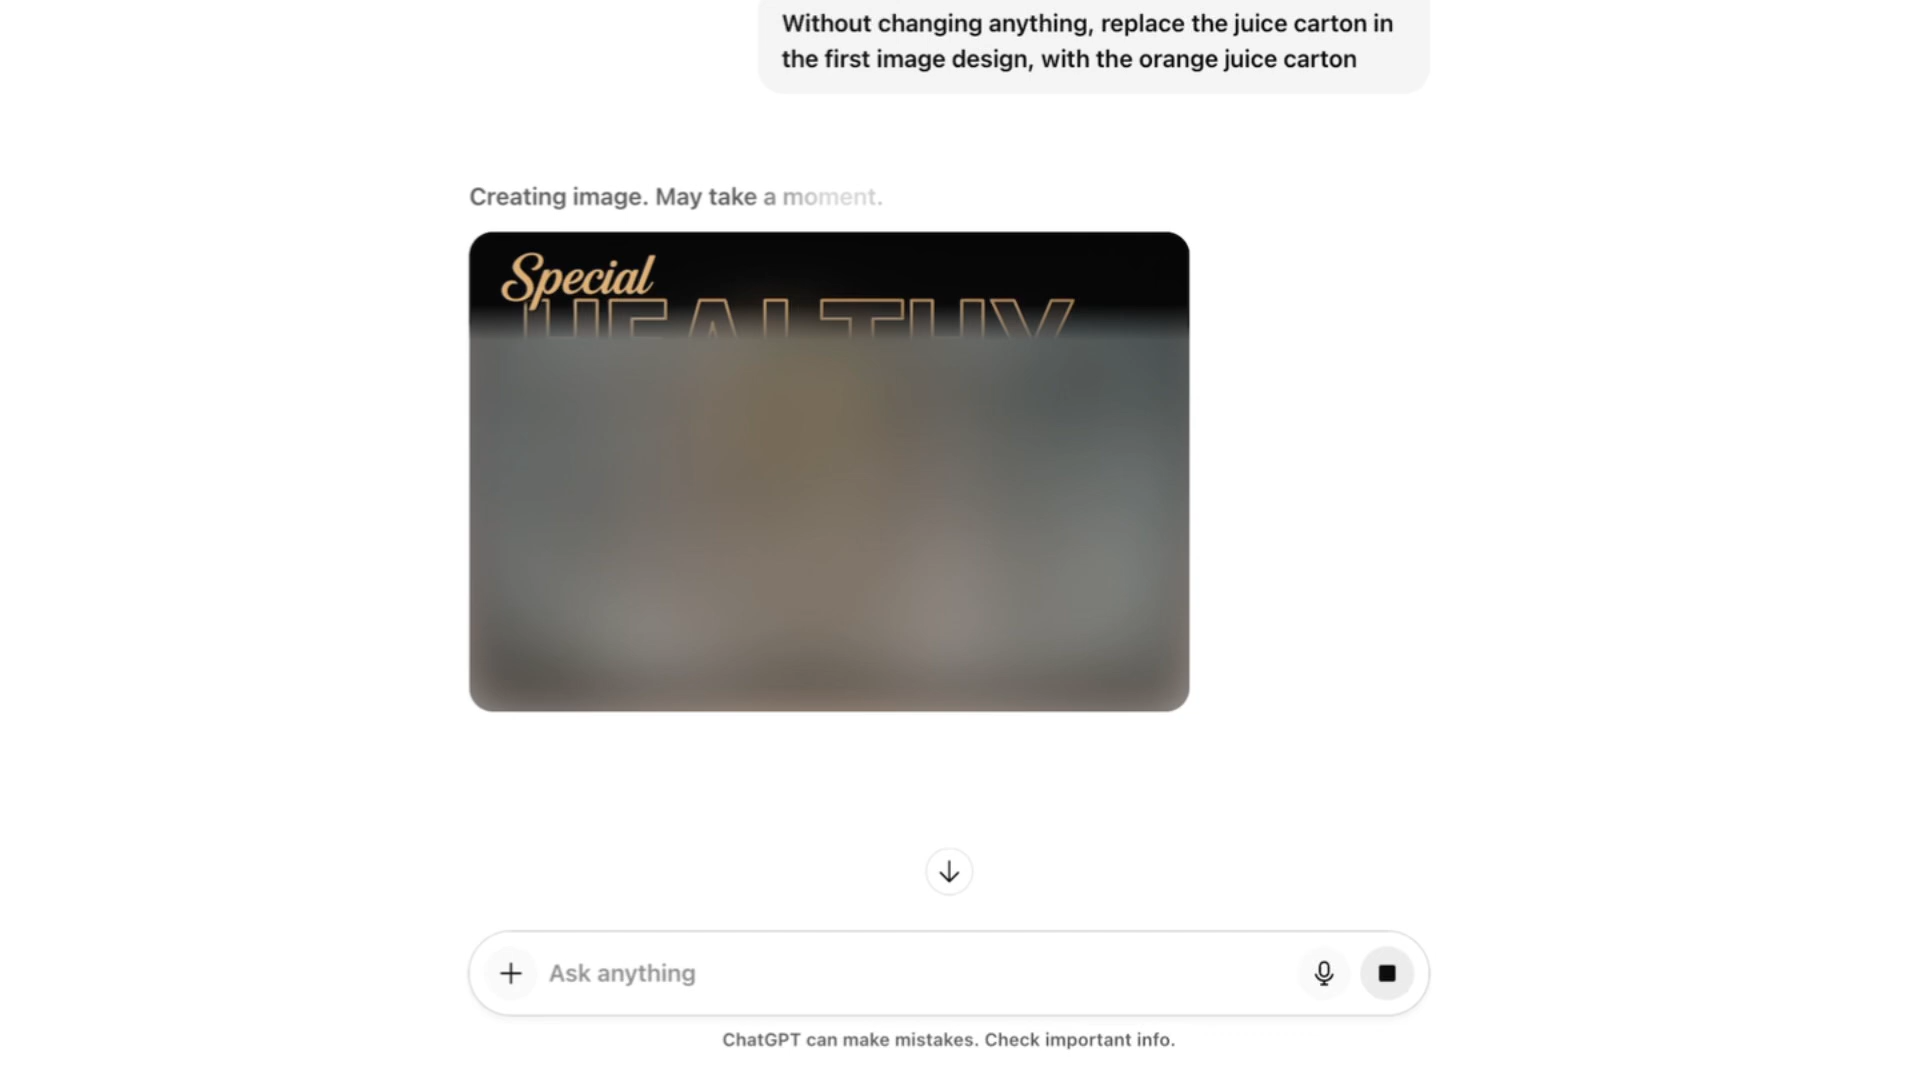 Without changing anything, replace the juice carton in
the first image design, with the orange juice carton
Creating image. May take a moment.
Special
HEALTHY
Ask anything
ChatGPT can make mistakes. Check important info.